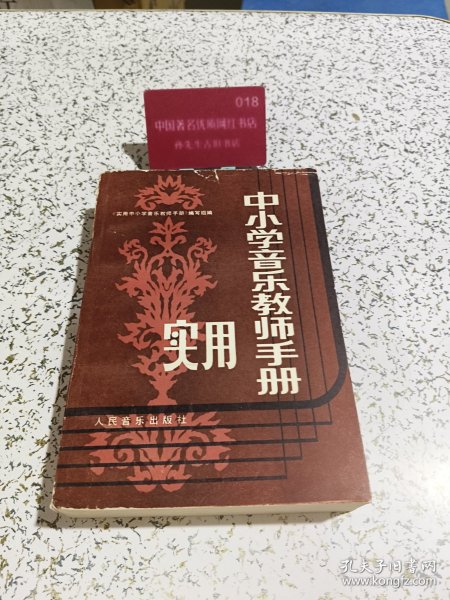 018
中国著名优质网红书店
孙先生古旧书店
《实用中小学音乐教师手册》编写组编
中小学音乐教师手册
实用
人民音乐出版社
孔夫子旧书网
www.kongfz.com